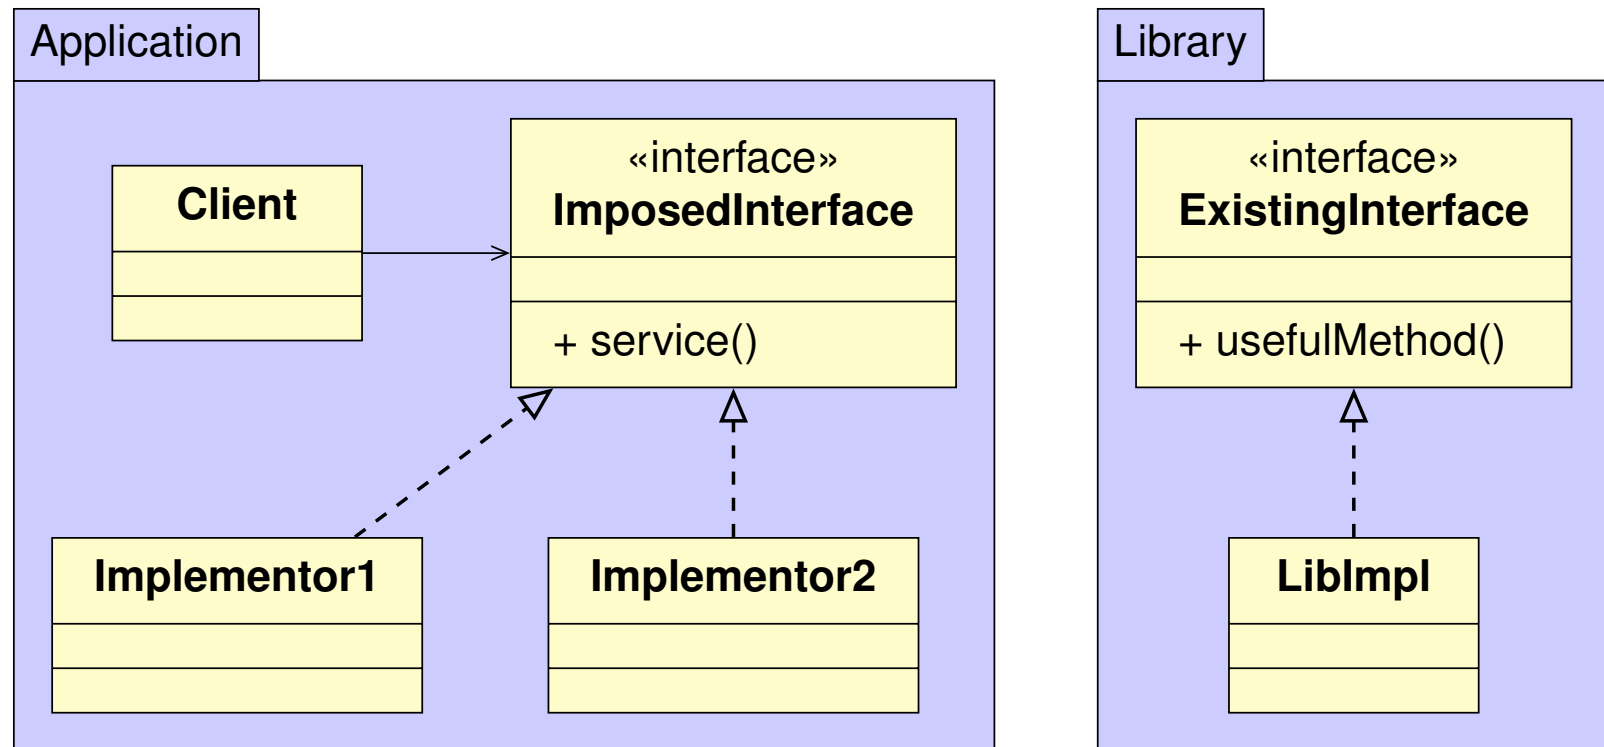 Application
Client
«interface»
ImposedInterface
+ service()
Implementor1
Implementor2
Library
«interface»
ExistingInterface
+ usefulMethod()
LibImpl